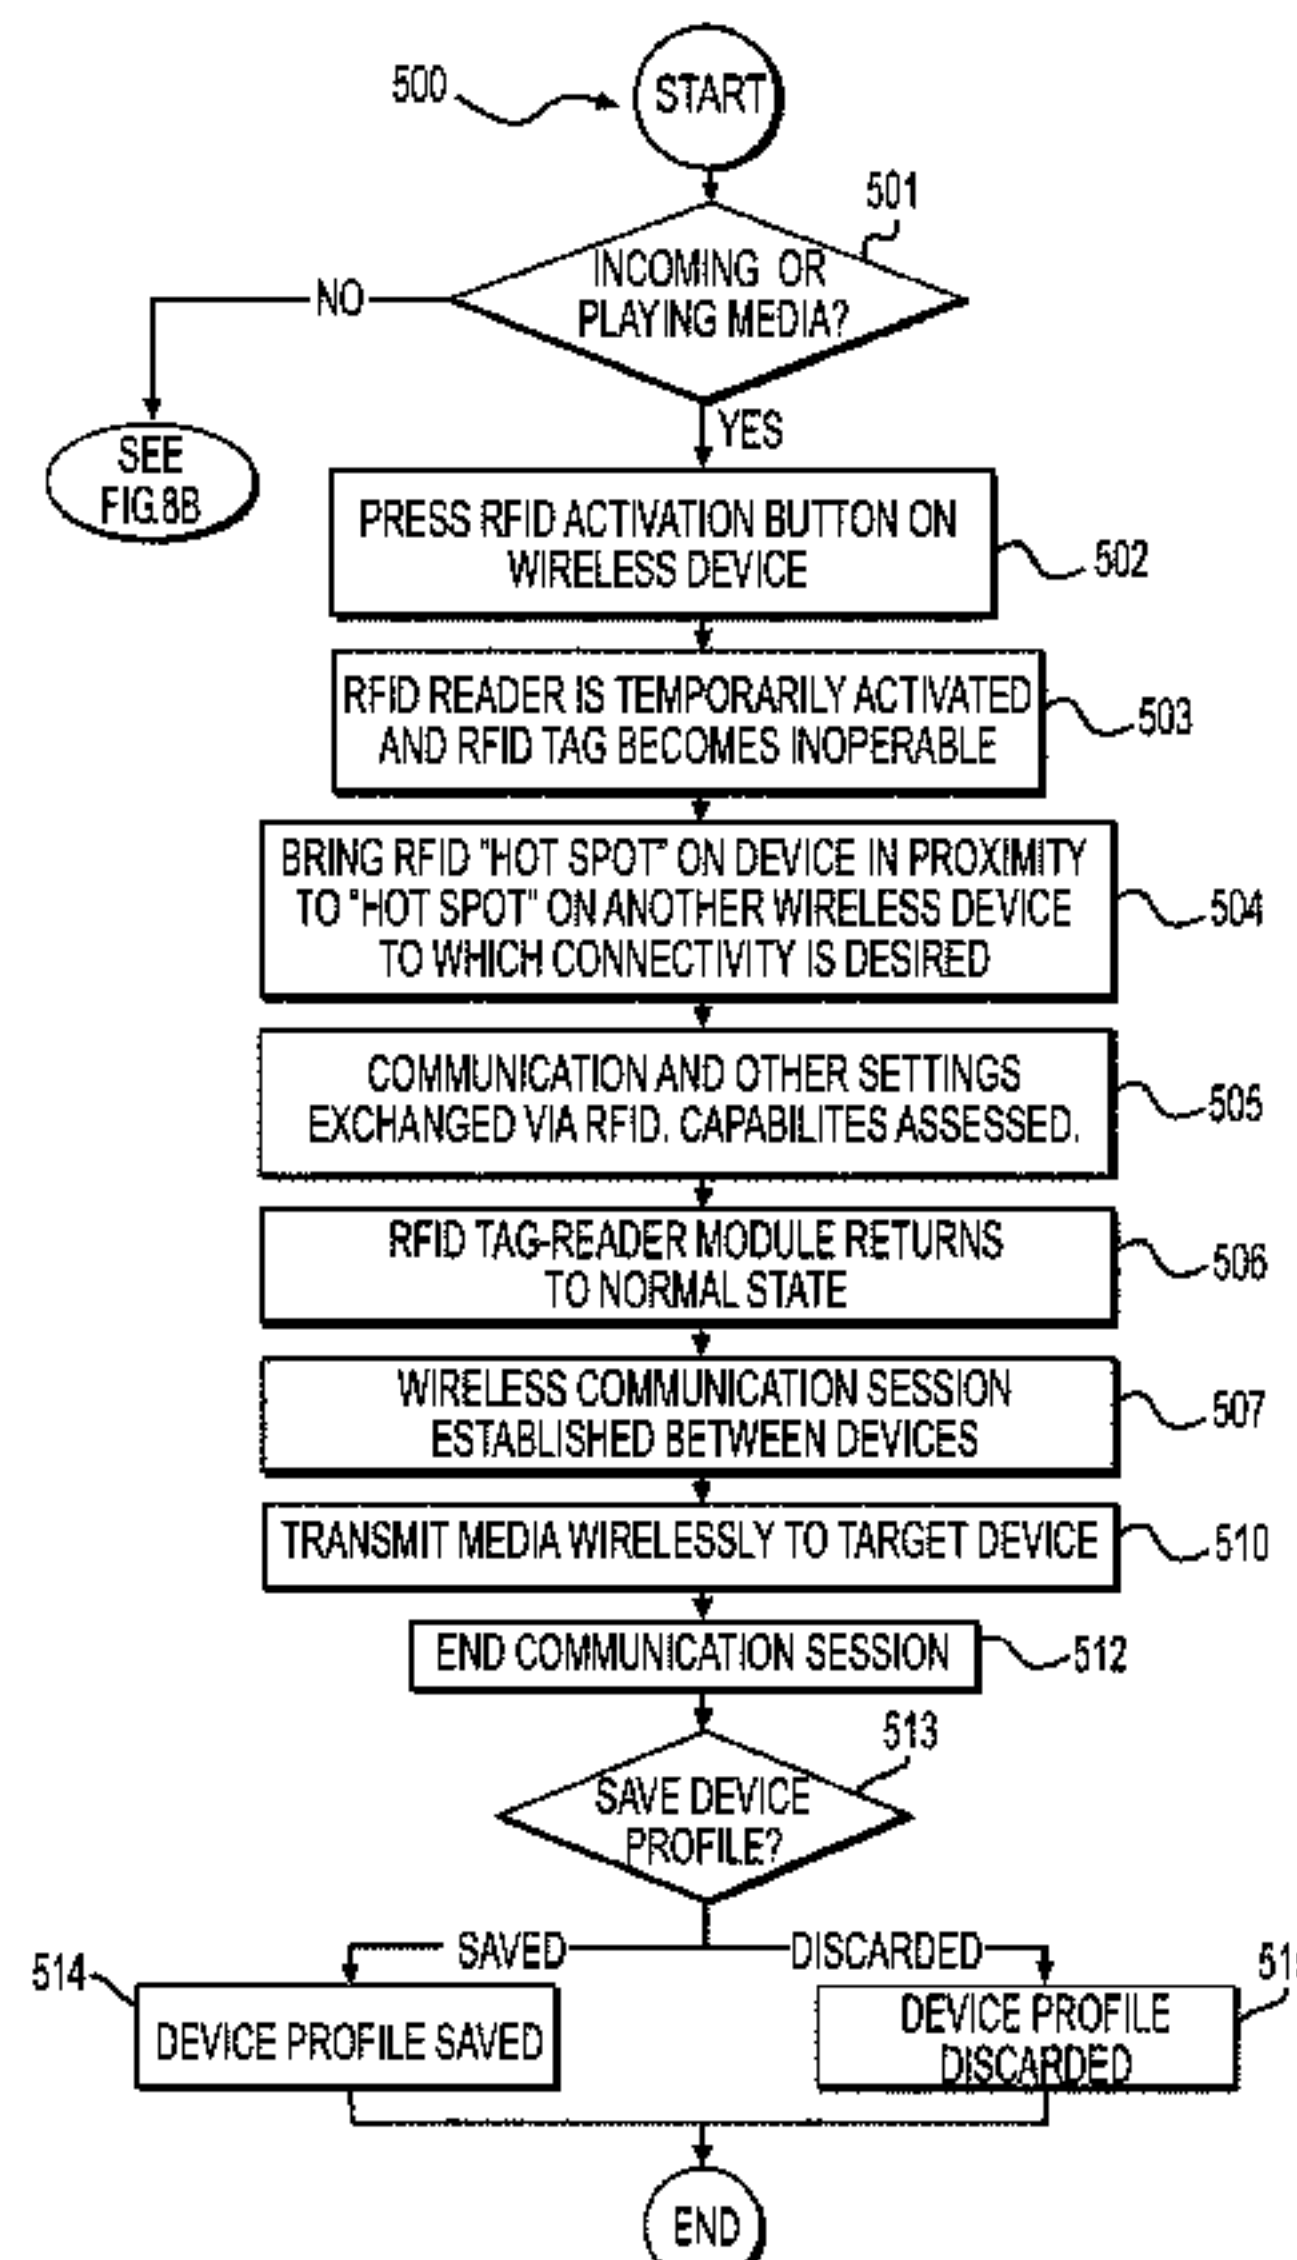 500
START
501
INCOMING OR
PLAYING MEDIA?
NO
YES
SEE
FIG.8B
PRESS RFID ACTIVATION BUTTON ON
WIRELESS DEVICE
502
RFID READER IS TEMPORARILY ACTIVATED
AND RFID TAG BECOMES INOPERABLE
503
BRING RFID "HOT SPOT" ON DEVICE IN PROXIMITY
TO "HOT SPOT" ON ANOTHER WIRELESS DEVICE
TO WHICH CONNECTIVITY IS DESIRED
504
COMMUNICATION AND OTHER SETTINGS
EXCHANGED VIA RFID. CAPABILITES ASSESSED.
505
RFID TAG-READER MODULE RETURNS
TO NORMAL STATE
506
WIRELESS COMMUNICATION SESSION
ESTABLISHED BETWEEN DEVICES
507
TRANSMIT MEDIA WIRELESSLY TO TARGET DEVICE
510
END COMMUNICATION SESSION
512
513
SAVE DEVICE
PROFILE?
SAVED
DISCARDED
514
DEVICE PROFILE SAVED
DEVICE PROFILE
DISCARDED
END